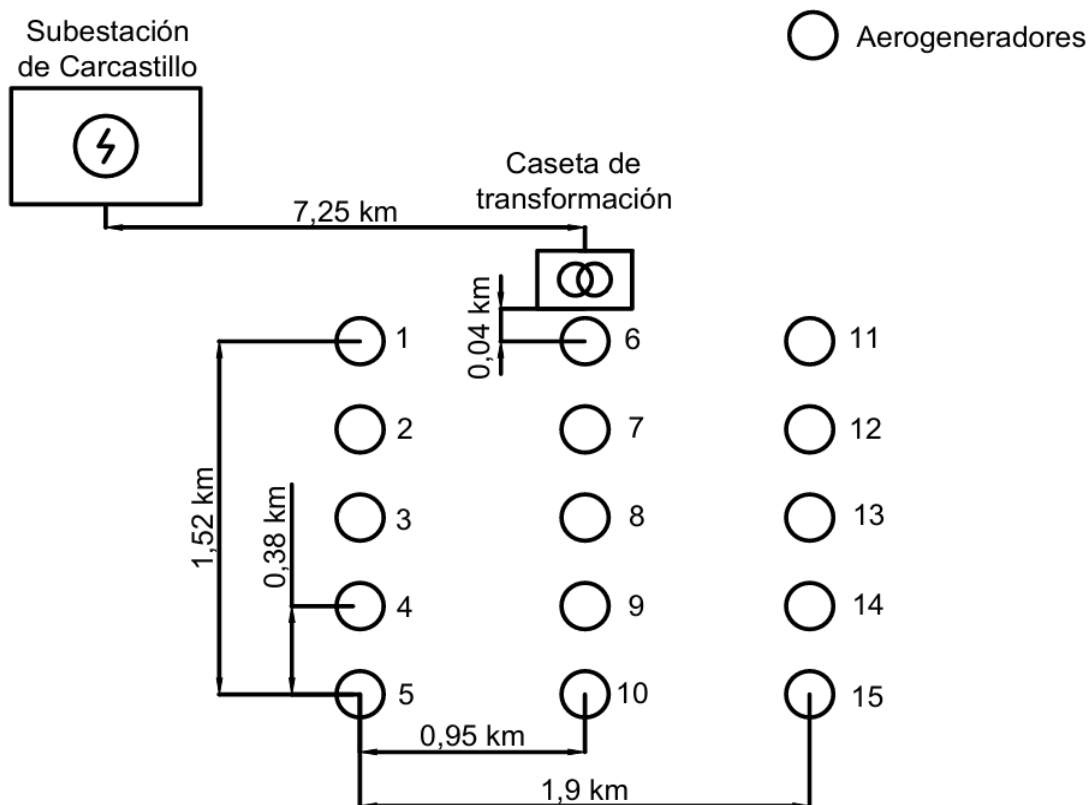 Subestación
de Carcastillo
Aerogeneradores
Caseta de
transformación
7,25 km
0,04 km
1
6
11
2
7
12
1,52 km
0,38 km
3
8
13
4
9
14
5
10
15
0,95 km
1,9 km